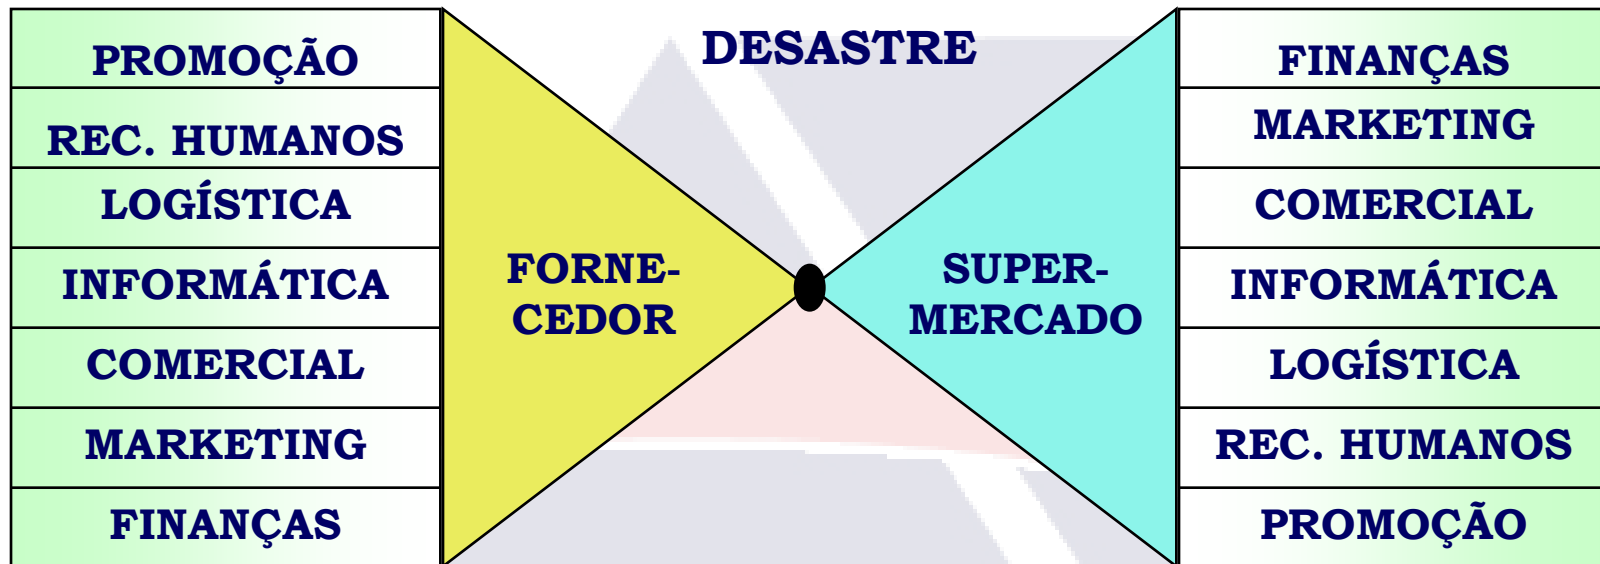 DESASTRE
PROMOÇÃO
REC. HUMANOS
LOGÍSTICA
INFORMÁTICA
COMERCIAL
MARKETING
FINANÇAS
FORNE-
CEDOR
SUPER-
MERCADO
FINANÇAS
MARKETING
COMERCIAL
INFORMÁTICA
LOGÍSTICA
REC. HUMANOS
PROMOÇÃO